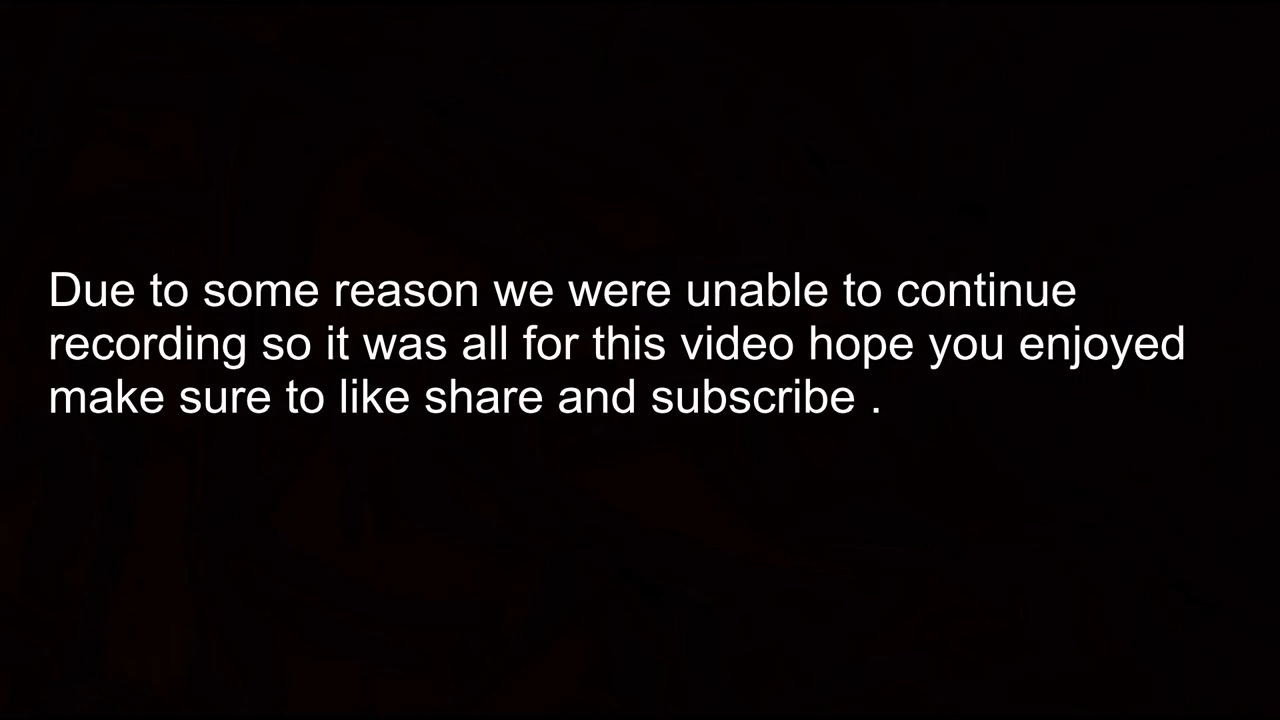 Due to some reason we were unable to continue
recording so it was all for this video hope you enjoyed
make sure to like share and subscribe .